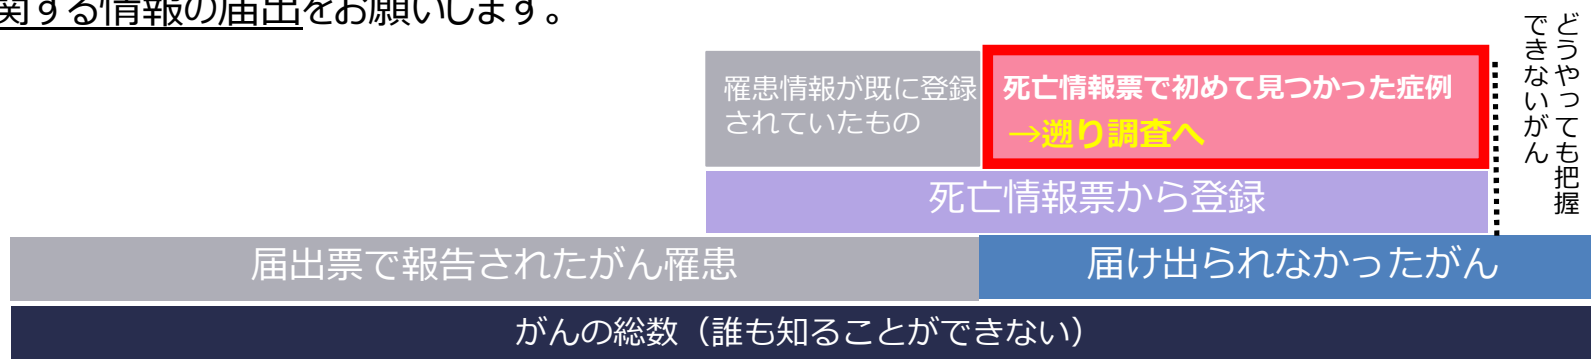 関する情報の届出をお願いします。
罹患情報が既に登録
されていたもの
死亡情報票で初めて見つかった症例
→遡り調査へ
どうやっても把握
できないがん
死亡情報票から登録
届出票で報告されたがん罹患
届け出られなかったがん
がんの総数（誰も知ることができない）